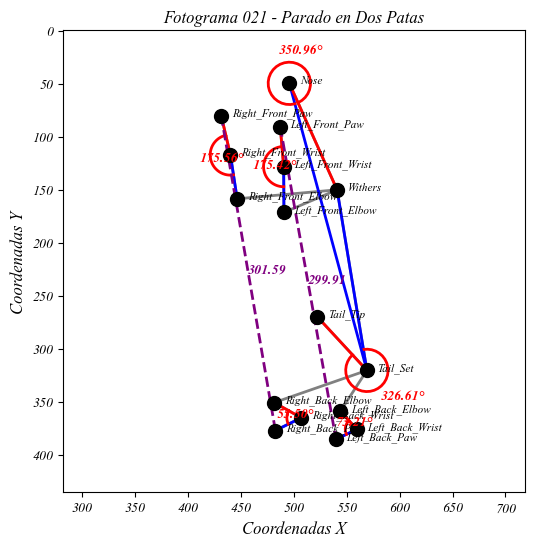 Fotograma 021 - Parado en Dos Patas
0
50
100
150
200
250
300
350
400
Coordenadas Y
350.96°
Nose
Right_Front_Paw
Left_Front_Paw
Right_Front_Wrist
Left_Front_Wrist
Withers
Right_Front_Elbow
Left_Front_Elbow
301.59
299.91
Tail_Tip
Tail_Set
326.61°
Right_Back_Elbow
Left_Back_Elbow
Right_Back_Wrist
Left_Back_Wrist
Left_Back_Paw
300
350
400
450
500
550
600
650
700
Coordenadas X